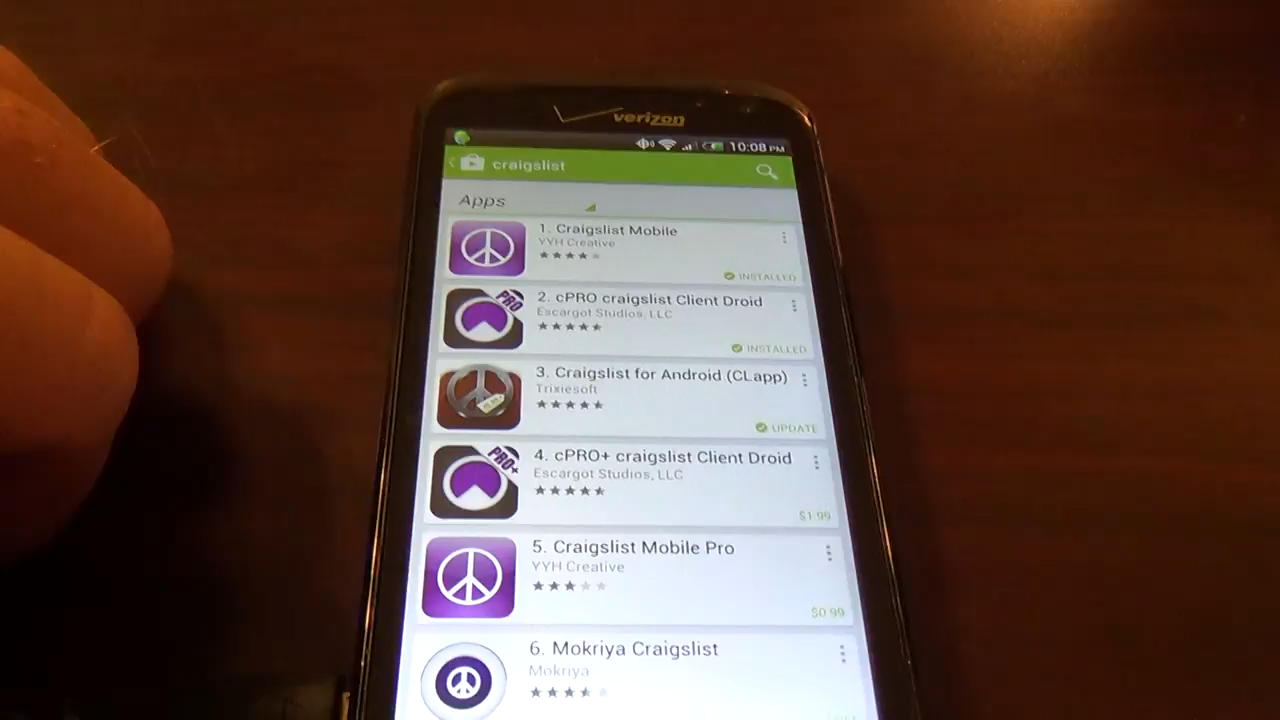 verizon
10:08 PM
craigslist
Apps
1. Craigslist Mobile
YYH Creative
INSTALLED
PRO
2. cPRO craigslist Client Droid
Escargot Studios, LLC
INSTALLED
3. Craigslist for Android (CLapp)
Trixiesoft
UPDATE
PRO+
4. cPRO+ craigslist Client Droid
Escargot Studios, LLC
$1.99
5. Craigslist Mobile Pro
YYH Creative
$0.99
6. Mokriya Craigslist
Mokriya